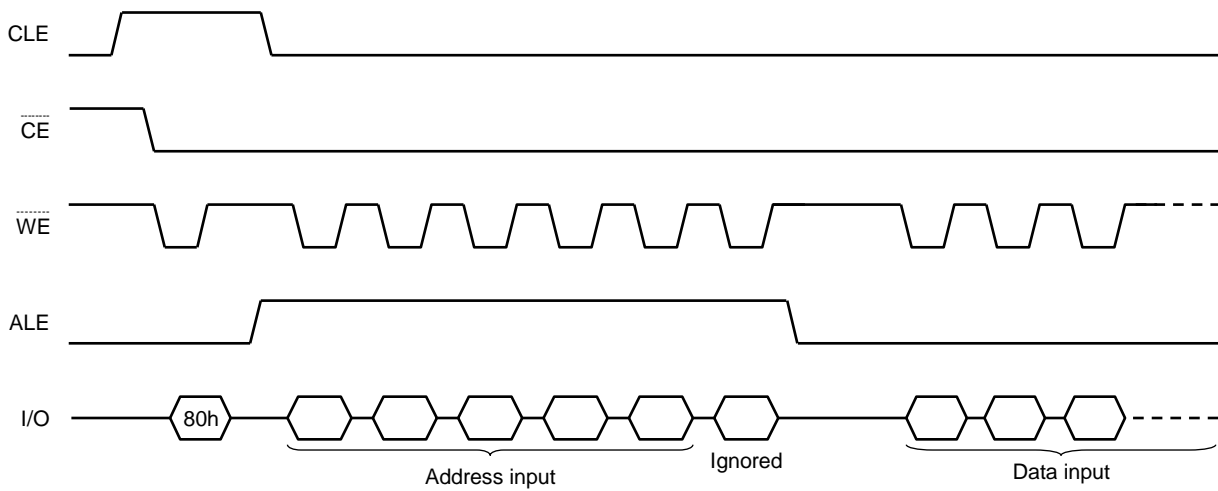 CLE
CE
WE
ALE
I/O
80h
Address input
Ignored
Data input